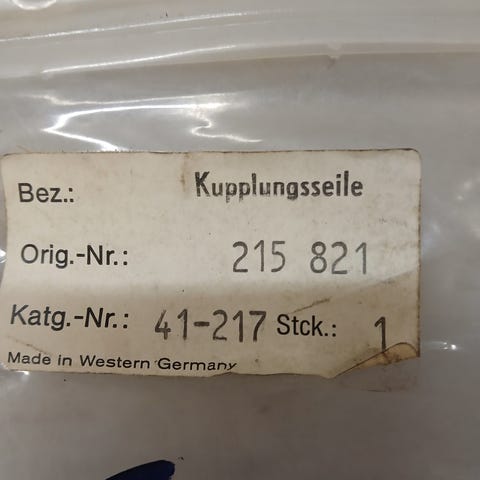 Bez.: Kupplungsseile
Orig.-Nr.: 215 821
Katg.-Nr.: 41-217 Stck.: 1
Made in Western Germany